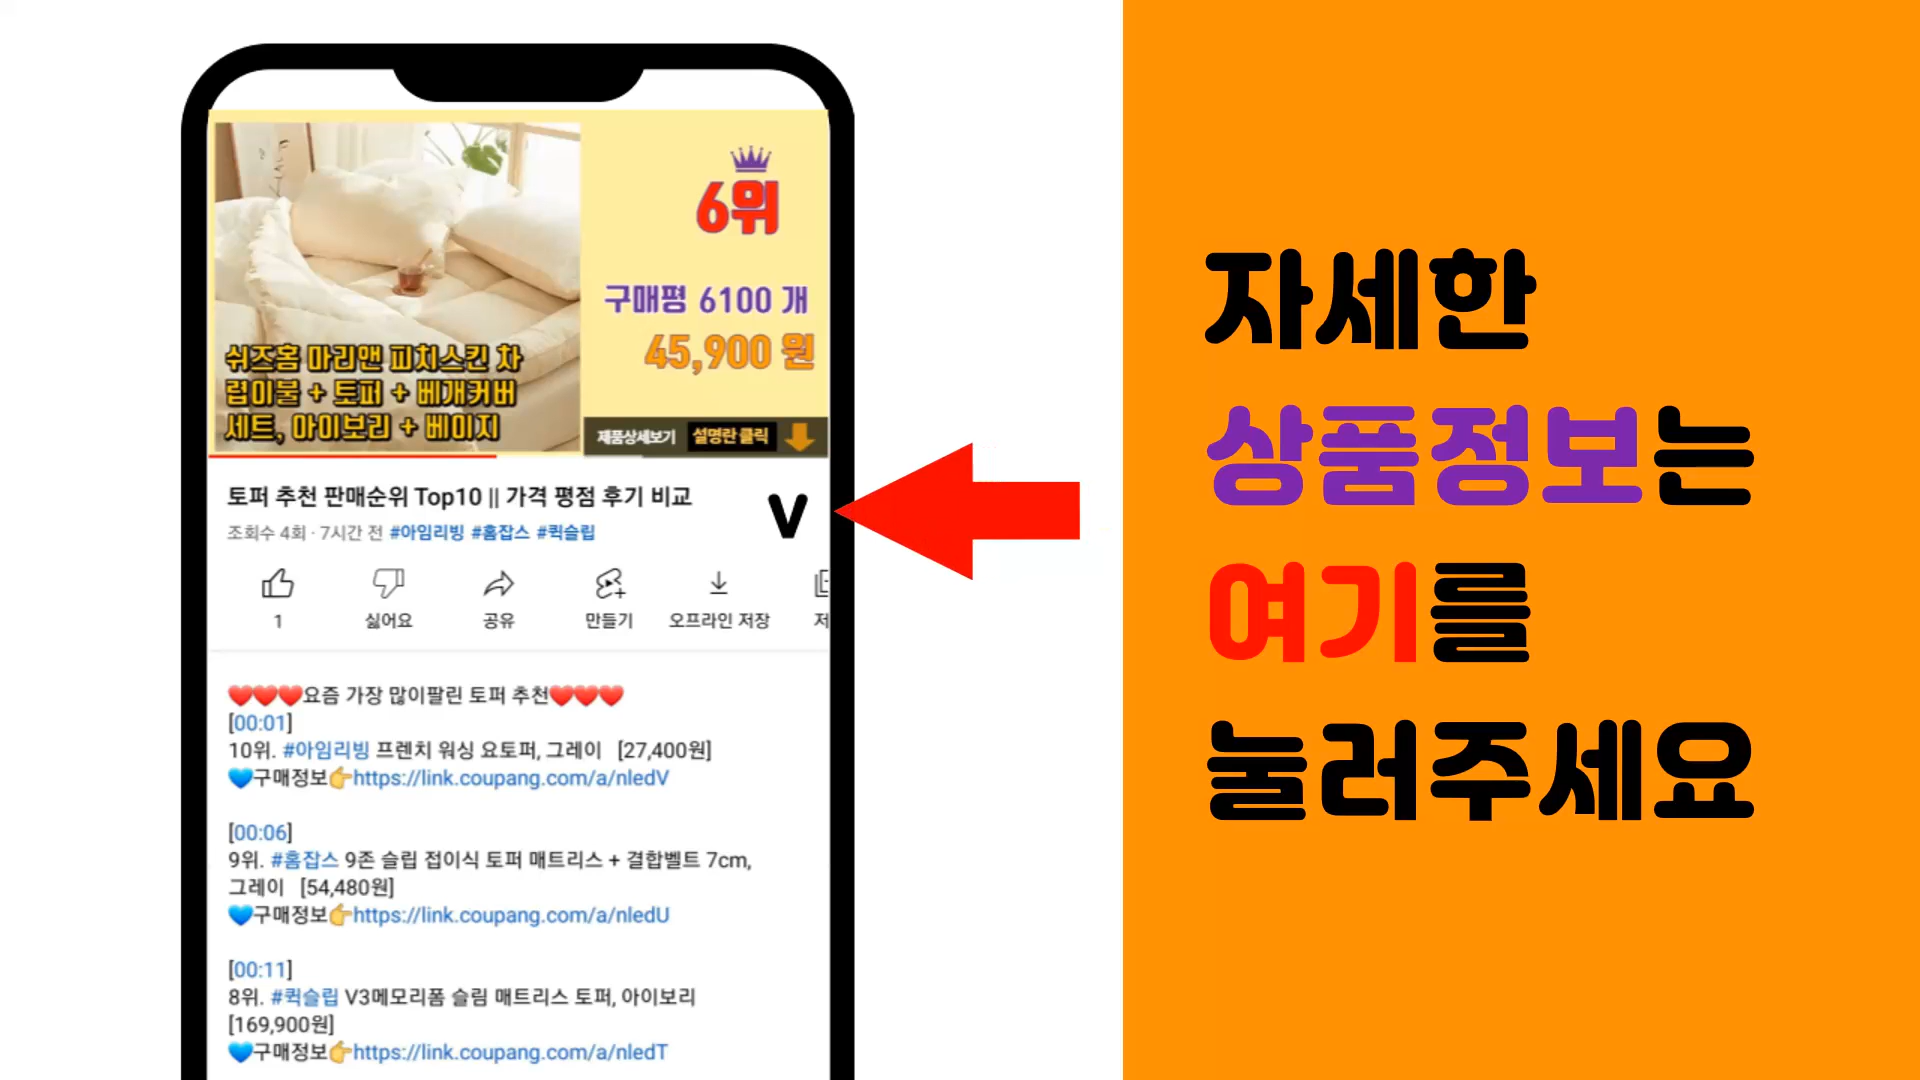 6위
구매평 6100 개
45,900 원
쉬즈홈 마리앤 피치스킨 차
렵이불 + 토퍼 + 베개커버
세트, 아이보리 + 베이지
제품상세보기 설명란 클릭
토퍼 추천 판매순위 Top10 || 가격 평점 후기 비교
V
조회수 4회 · 7시간 전 #아임리빙 #홈잡스 #퀵슬립
1 싫어요 공유 만들기 오프라인 저장 저
❤️❤️❤️요즘 가장 많이팔린 토퍼 추천❤️❤️❤️
[00:01]
10위. #아임리빙 프렌치 워싱 요토퍼, 그레이 [27,400원]
💙구매정보👉https://link.coupang.com/a/nledV
[00:06]
9위. #홈잡스 9존 슬립 접이식 토퍼 매트리스 + 결합벨트 7cm,
그레이 [54,480원]
💙구매정보👉https://link.coupang.com/a/nledU
[00:11]
8위. #퀵슬립 V3메모리폼 슬림 매트리스 토퍼, 아이보리
[169,900원]
💙구매정보👉https://link.coupang.com/a/nledT
자세한
상품정보는
여기를
눌러주세요